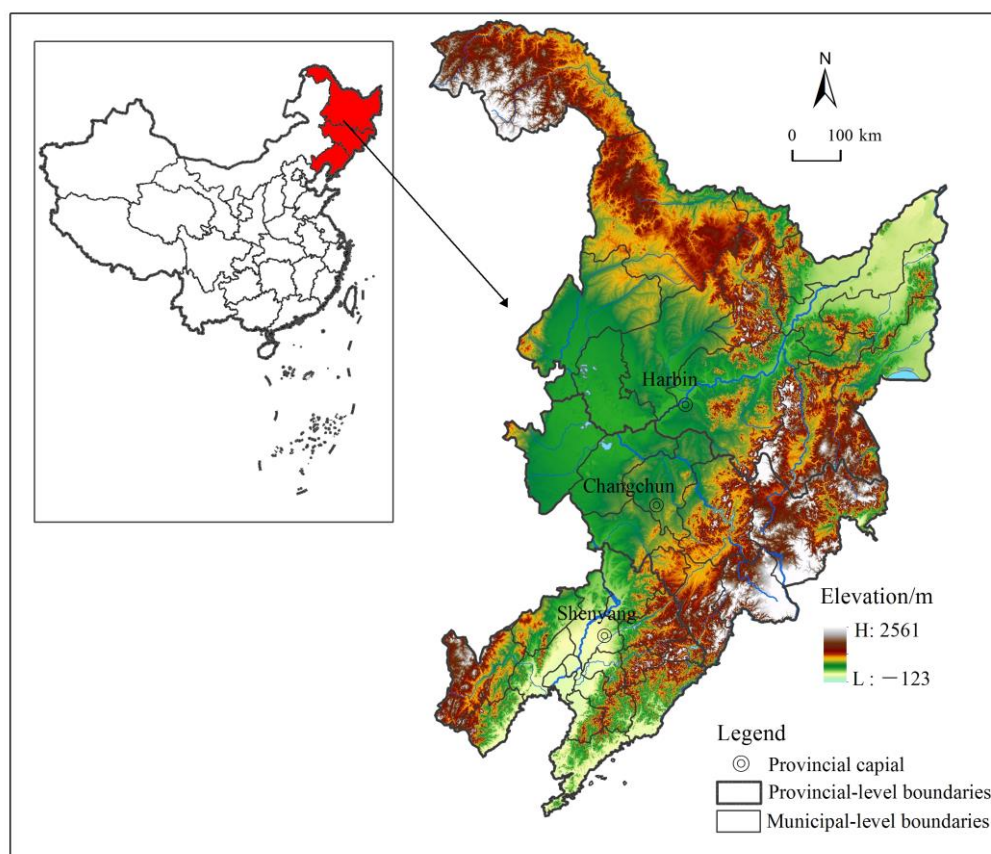 N
0 100 km
Harbin
Changchun
Shenyang
Elevation/m
H: 2561
L : －123
Legend
Provincial capial
Provincial-level boundaries
Municipal-level boundaries